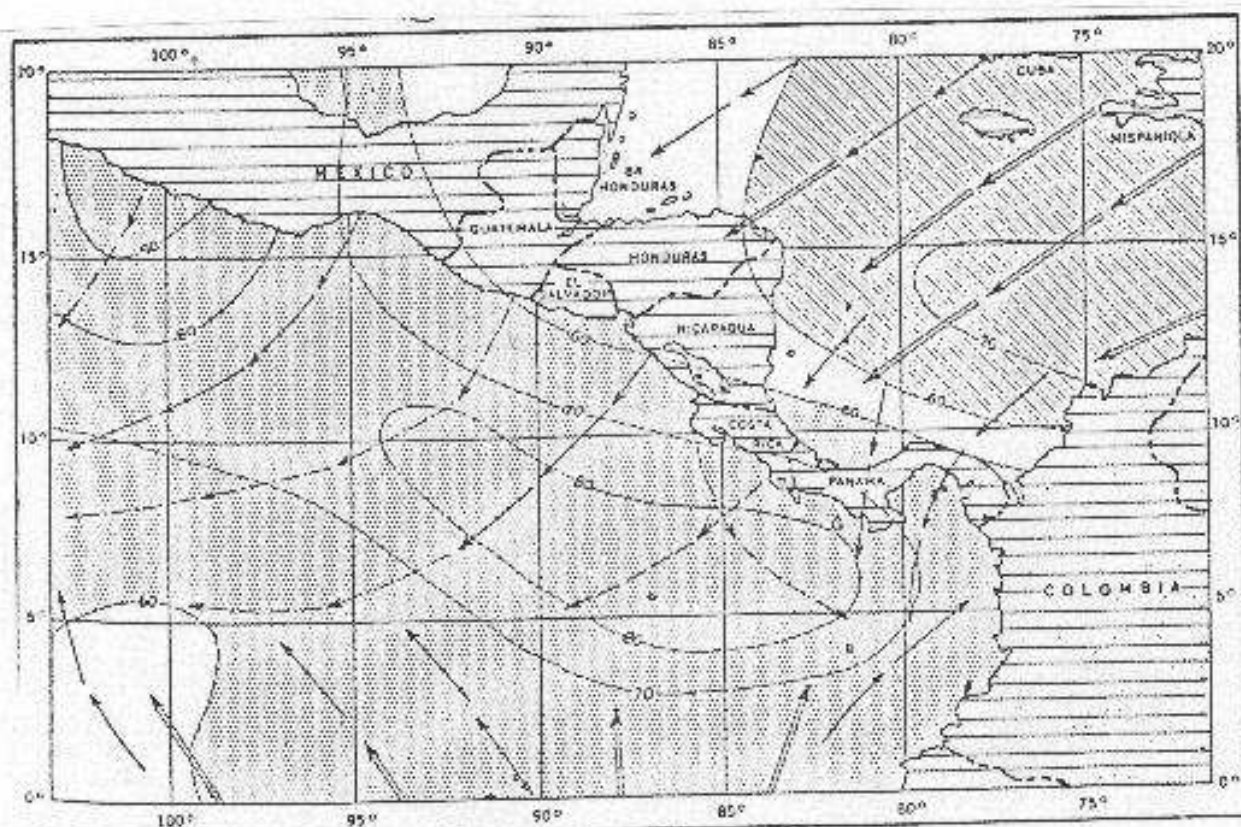 100° 95° 90° 85° 80° 75°
20° 20°
CUBA
HISPANIOLA
MEXICO
BR
HONDURAS
GUATEMALA
15° HONDURAS 15°
EL
SALVADOR
NICARAGUA
60 60 70
70 60 60
10° COSTA 10°
RICA
PANAMA
80
COLOMBIA
60
5° 5°
80
70
0° 0°
100° 95° 90° 85° 80° 75°